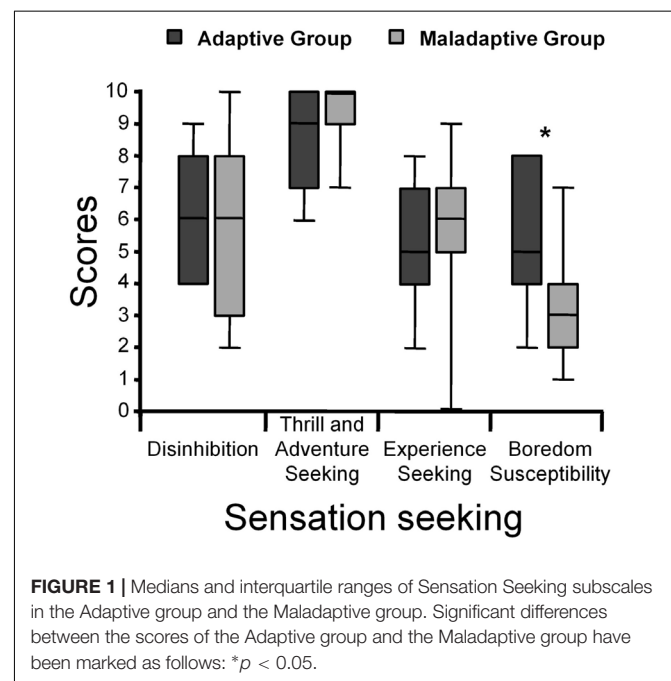 Adaptive Group Maladaptive Group
10
9
8
7
6
5
4
3
2
1
0
Scores
*
Disinhibition
Thrill and
Adventure
Seeking
Experience
Seeking
Boredom
Susceptibility
Sensation seeking
FIGURE 1 | Medians and interquartile ranges of Sensation Seeking subscales
in the Adaptive group and the Maladaptive group. Significant differences
between the scores of the Adaptive group and the Maladaptive group have
been marked as follows: *p < 0.05.